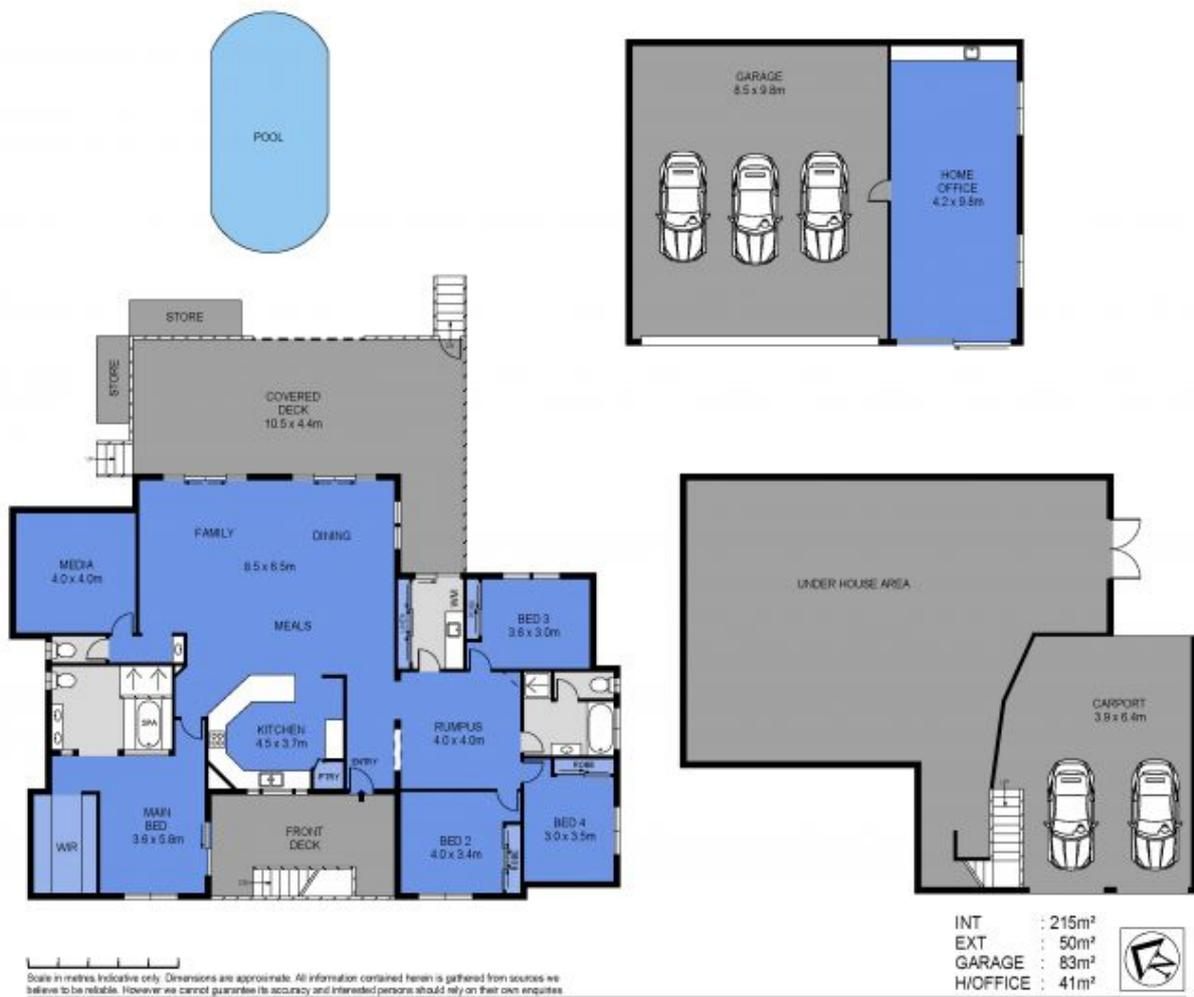 POOL
GARAGE
8.5 x 9.8m
HOME
OFFICE
4.2 x 9.8m
STORE
STORE
COVERED
DECK
10.5 x 4.4m
FAMILY
DINING
8.5 x 6.5m
MEDIA
4.0 x 4.0m
MEALS
WM
BED 3
3.6 x 3.0m
UNDER HOUSE AREA
SPA
KITCHEN
4.5 x 3.7m
RUMPUS
4.0 x 4.0m
CARPORT
3.9 x 6.4m
PTRY
ENTRY
ROBE
MAIN
BED
3.6 x 5.8m
WIR
FRONT
DECK
BED 2
4.0 x 3.4m
ROBE
BED 4
3.0 x 3.5m
INT : 215m²
EXT : 50m²
GARAGE : 83m²
H/OFFICE : 41m²
Scale in metres. Indicative only. Dimensions are approximate. All information contained herein is gathered from sources we
believe to be reliable. However we cannot guarantee its accuracy and interested persons should rely on their own enquiries